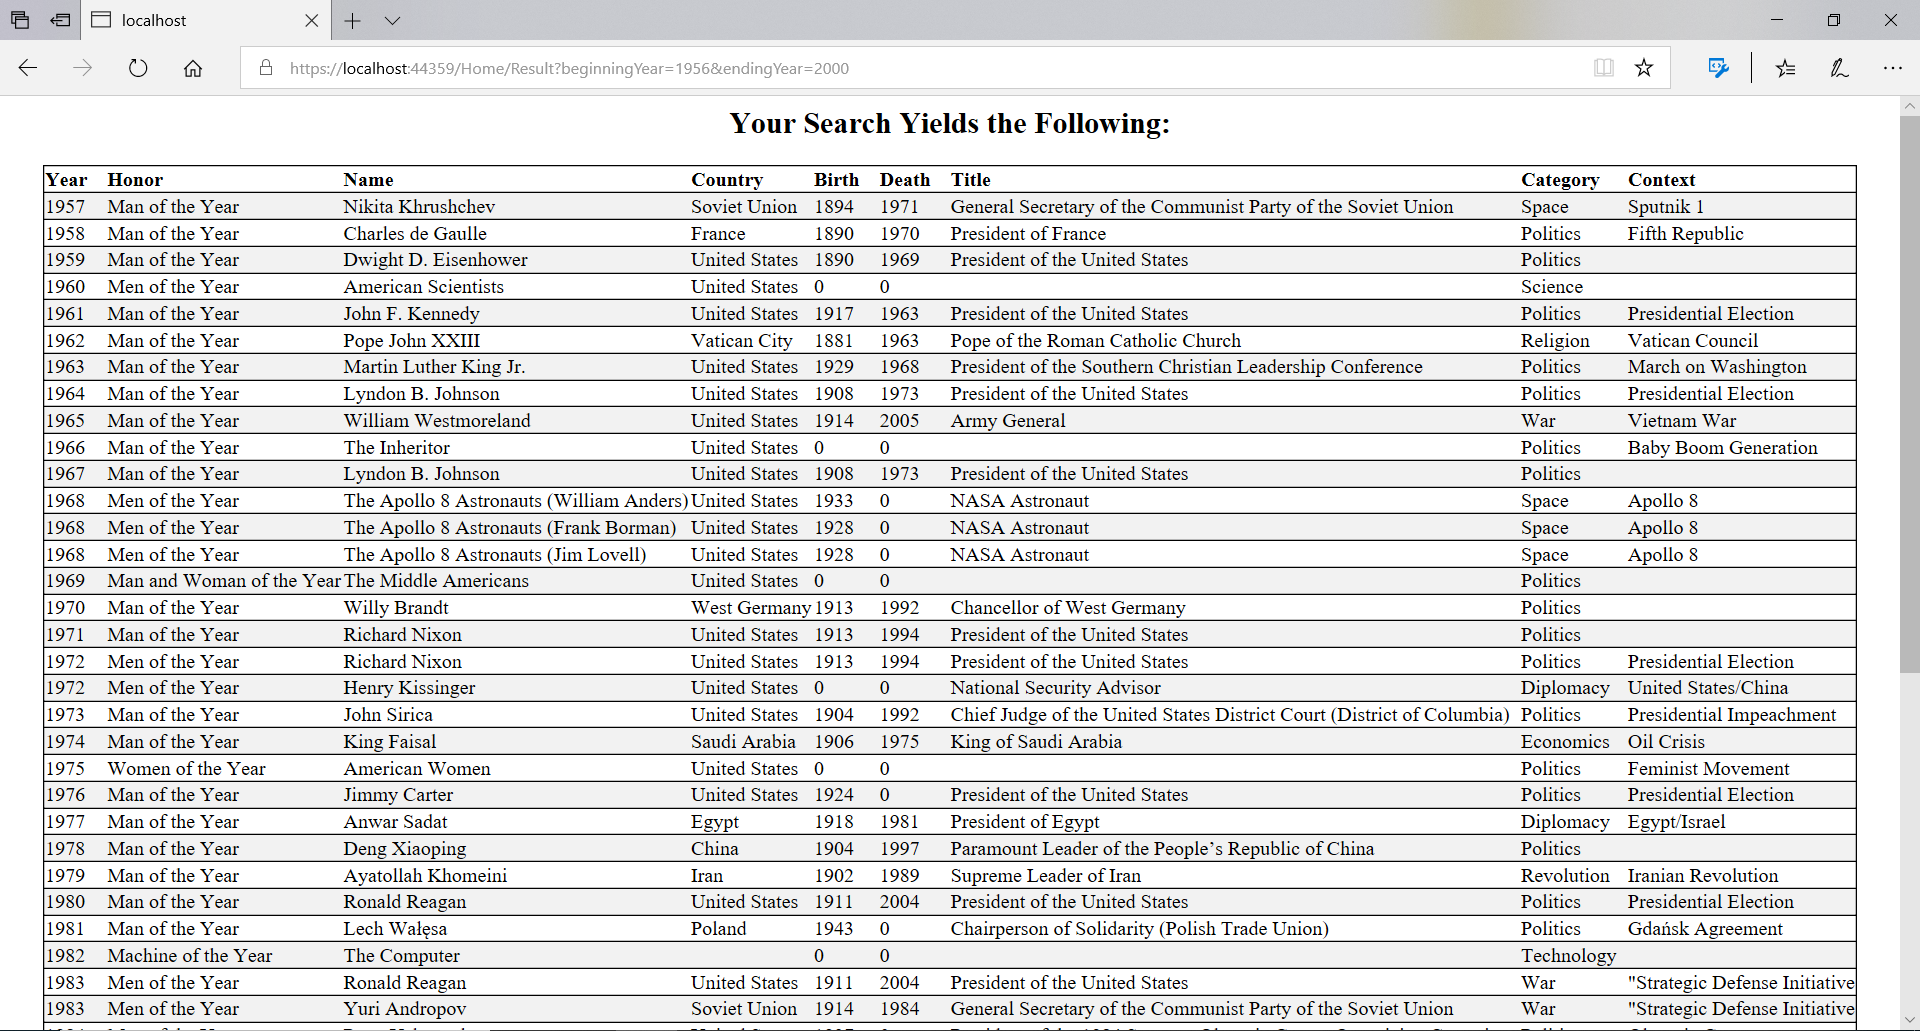 localhost
https://localhost:44359/Home/Result?beginningYear=1956&endingYear=2000
Your Search Yields the Following:
Year Honor Name Country Birth Death Title Category Context
1957 Man of the Year Nikita Khrushchev Soviet Union 1894 1971 General Secretary of the Communist Party of the Soviet Union Space Sputnik 1
1958 Man of the Year Charles de Gaulle France 1890 1970 President of France Politics Fifth Republic
1959 Man of the Year Dwight D. Eisenhower United States 1890 1969 President of the United States Politics
1960 Men of the Year American Scientists United States 0 0 Science
1961 Man of the Year John F. Kennedy United States 1917 1963 President of the United States Politics Presidential Election
1962 Man of the Year Pope John XXIII Vatican City 1881 1963 Pope of the Roman Catholic Church Religion Vatican Council
1963 Man of the Year Martin Luther King Jr. United States 1929 1968 President of the Southern Christian Leadership Conference Politics March on Washington
1964 Man of the Year Lyndon B. Johnson United States 1908 1973 President of the United States Politics Presidential Election
1965 Man of the Year William Westmoreland United States 1914 2005 Army General War Vietnam War
1966 Man of the Year The Inheritor United States 0 0 Politics Baby Boom Generation
1967 Man of the Year Lyndon B. Johnson United States 1908 1973 President of the United States Politics
1968 Men of the Year The Apollo 8 Astronauts (William Anders) United States 1933 0 NASA Astronaut Space Apollo 8
1968 Men of the Year The Apollo 8 Astronauts (Frank Borman) United States 1928 0 NASA Astronaut Space Apollo 8
1968 Men of the Year The Apollo 8 Astronauts (Jim Lovell) United States 1928 0 NASA Astronaut Space Apollo 8
1969 Man and Woman of the Year The Middle Americans United States 0 0 Politics
1970 Man of the Year Willy Brandt West Germany 1913 1992 Chancellor of West Germany Politics
1971 Man of the Year Richard Nixon United States 1913 1994 President of the United States Politics
1972 Men of the Year Richard Nixon United States 1913 1994 President of the United States Politics Presidential Election
1972 Men of the Year Henry Kissinger United States 0 0 National Security Advisor Diplomacy United States/China
1973 Man of the Year John Sirica United States 1904 1992 Chief Judge of the United States District Court (District of Columbia) Politics Presidential Impeachment
1974 Man of the Year King Faisal Saudi Arabia 1906 1975 King of Saudi Arabia Economics Oil Crisis
1975 Women of the Year American Women United States 0 0 Politics Feminist Movement
1976 Man of the Year Jimmy Carter United States 1924 0 President of the United States Politics Presidential Election
1977 Man of the Year Anwar Sadat Egypt 1918 1981 President of Egypt Diplomacy Egypt/Israel
1978 Man of the Year Deng Xiaoping China 1904 1997 Paramount Leader of the People’s Republic of China Politics
1979 Man of the Year Ayatollah Khomeini Iran 1902 1989 Supreme Leader of Iran Revolution Iranian Revolution
1980 Man of the Year Ronald Reagan United States 1911 2004 President of the United States Politics Presidential Election
1981 Man of the Year Lech Wałęsa Poland 1943 0 Chairperson of Solidarity (Polish Trade Union) Politics Gdańsk Agreement
1982 Machine of the Year The Computer 0 0 Technology
1983 Men of the Year Ronald Reagan United States 1911 2004 President of the United States War "Strategic Defense Initiative
1983 Men of the Year Yuri Andropov Soviet Union 1914 1984 General Secretary of the Communist Party of the Soviet Union War "Strategic Defense Initiative